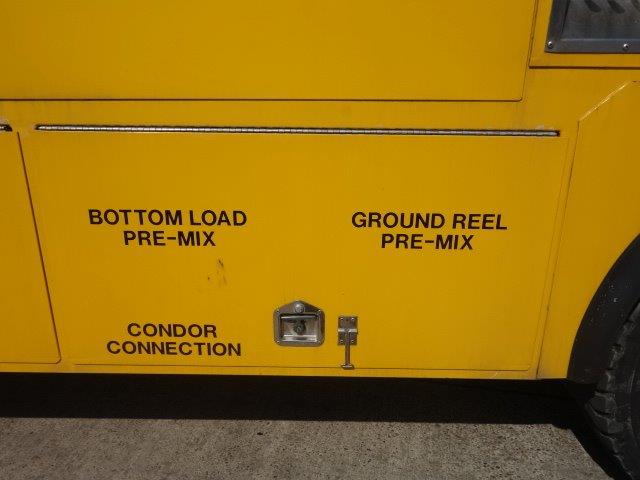 BOTTOM LOAD
PRE-MIX
GROUND REEL
PRE-MIX
CONDOR
CONNECTION